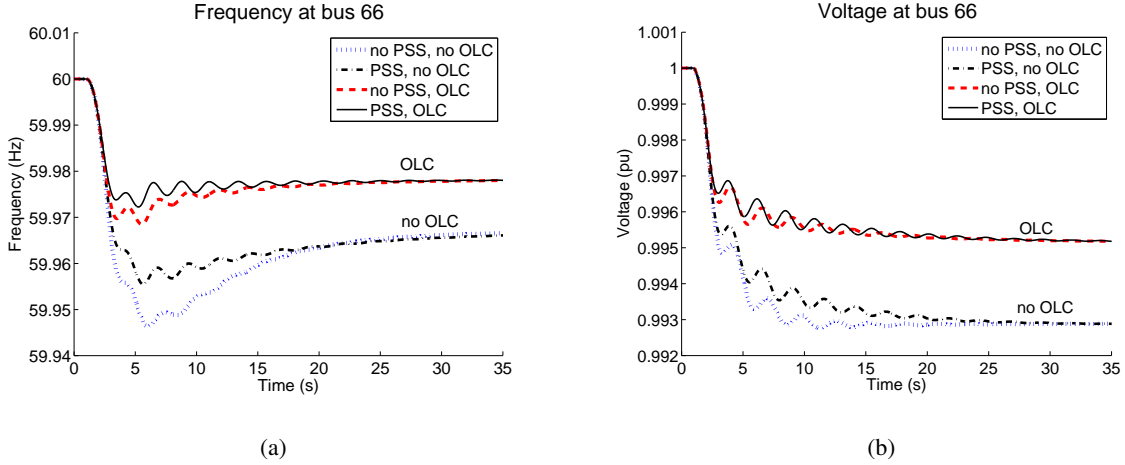 Frequency at bus 66
60.01
60
59.99
59.98
59.97
59.96
59.95
59.94
Frequency (Hz)
no PSS, no OLC
PSS, no OLC
no PSS, OLC
PSS, OLC
OLC
no OLC
0 5 10 15 20 25 30 35
Time (s)
(a)
Voltage at bus 66
1.001
1
0.999
0.998
0.997
0.996
0.995
0.994
0.993
0.992
Voltage (pu)
no PSS, no OLC
PSS, no OLC
no PSS, OLC
PSS, OLC
OLC
no OLC
0 5 10 15 20 25 30 35
Time (s)
(b)